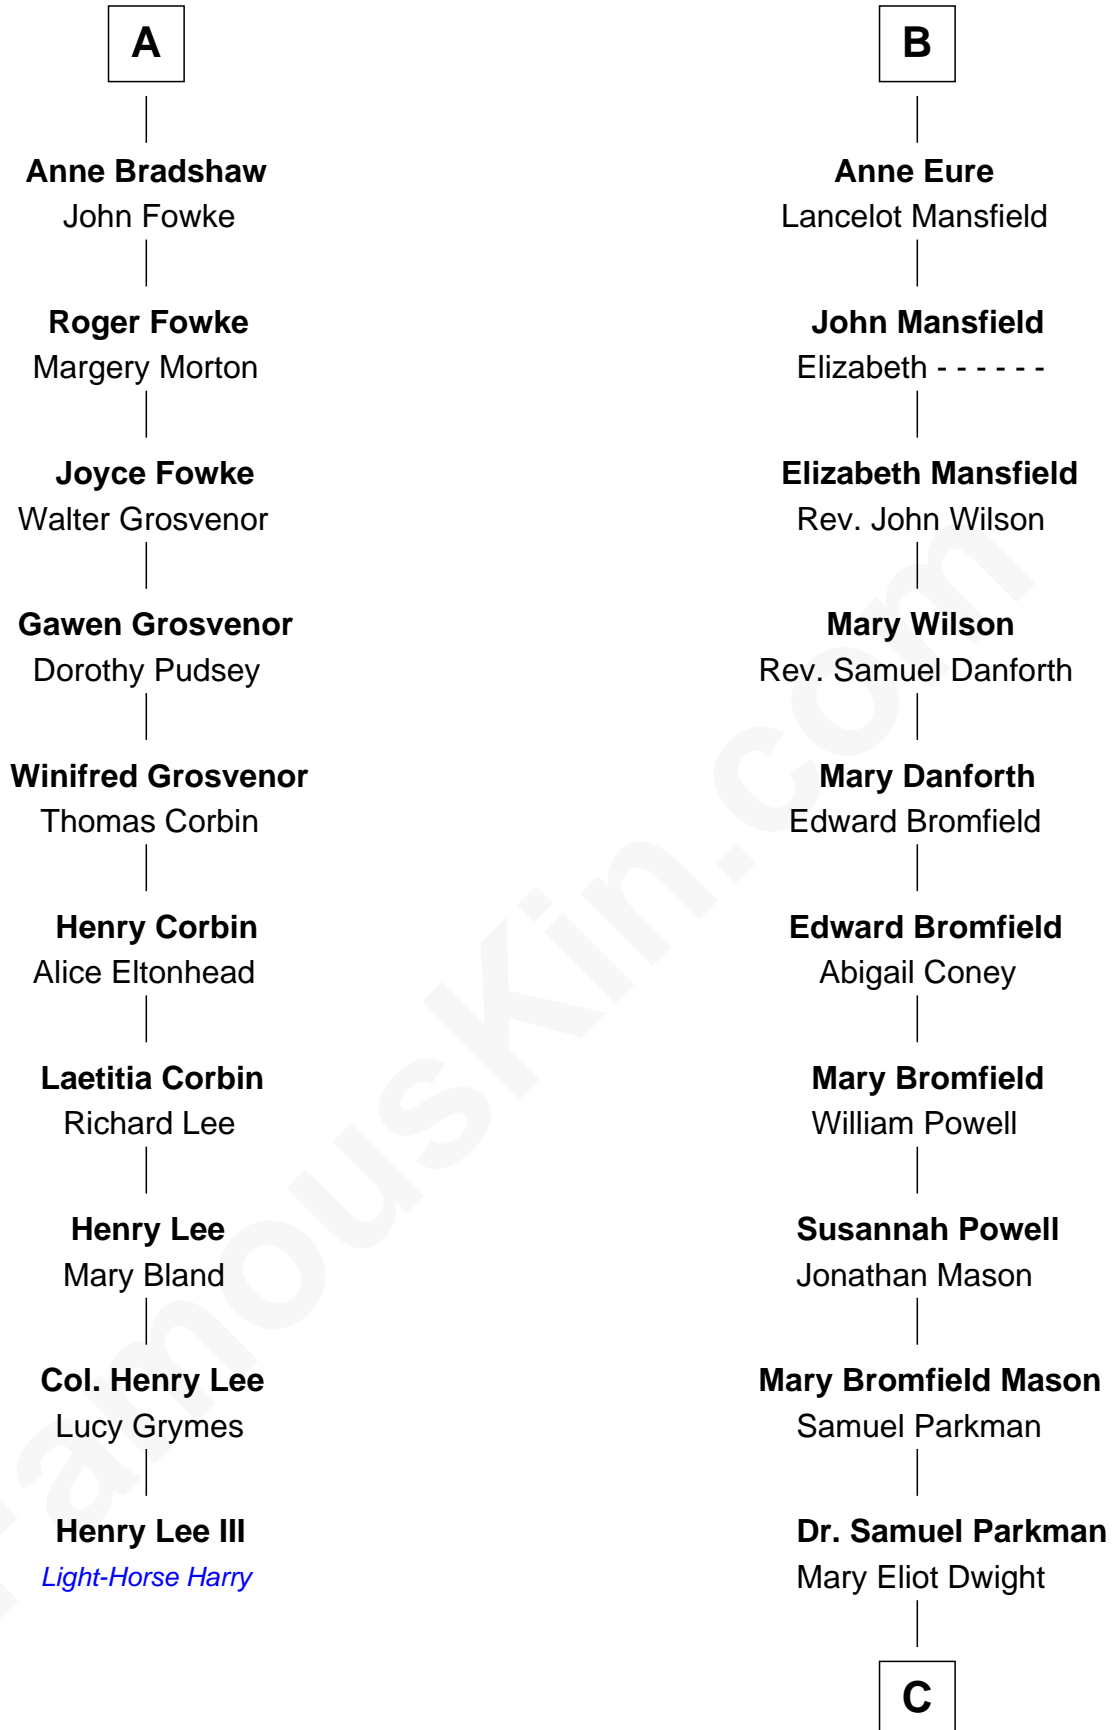 A
Anne Bradshaw
John Fowke
Roger Fowke
Margery Morton
Joyce Fowke
Walter Grosvenor
Gawen Grosvenor
Dorothy Pudsey
Winifred Grosvenor
Thomas Corbin
Henry Corbin
Alice Eltonhead
Laetitia Corbin
Richard Lee
Henry Lee
Mary Bland
Col. Henry Lee
Lucy Grymes
Henry Lee III
Light-Horse Harry
B
Anne Eure
Lancelot Mansfield
John Mansfield
Elizabeth - - - - - -
Elizabeth Mansfield
Rev. John Wilson
Mary Wilson
Rev. Samuel Danforth
Mary Danforth
Edward Bromfield
Edward Bromfield
Abigail Coney
Mary Bromfield
William Powell
Susannah Powell
Jonathan Mason
Mary Bromfield Mason
Samuel Parkman
Dr. Samuel Parkman
Mary Eliot Dwight
C
FamousKin.com